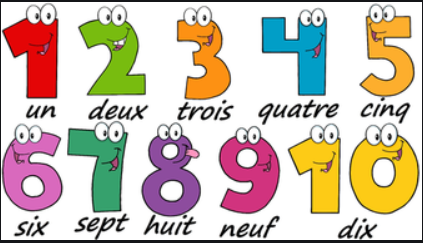 1 2 3 4 5
un deux trois quatre cinq
6 7 8 9 10
six sept huit neuf dix